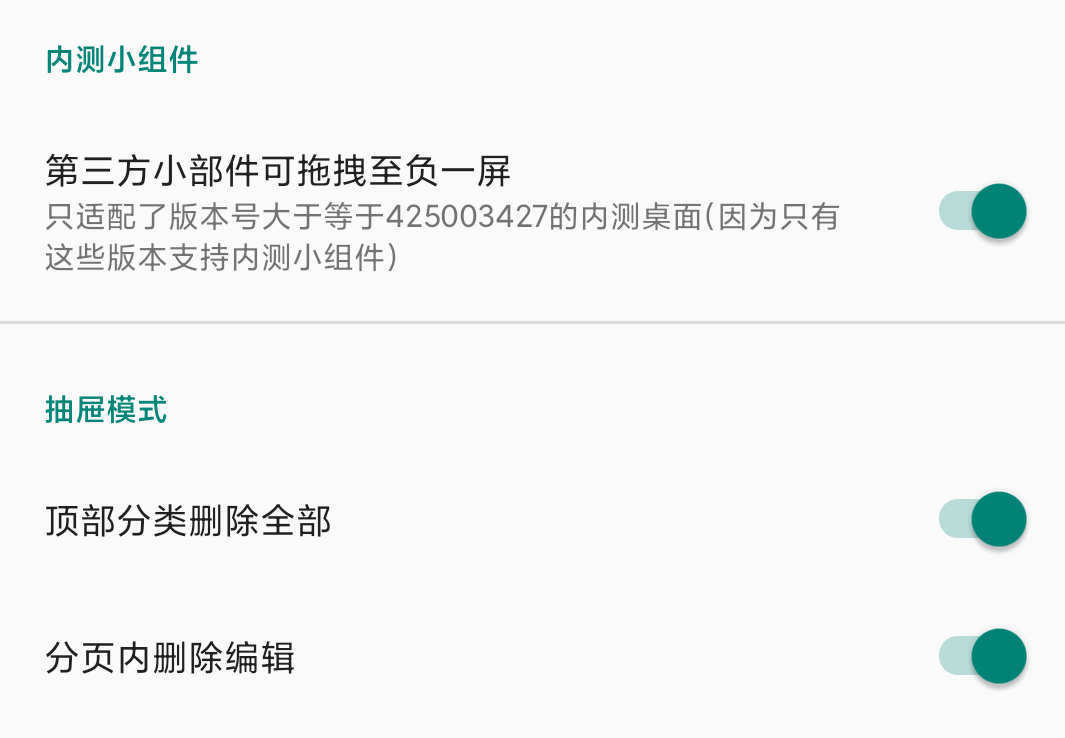 内测小组件
第三方小部件可拖拽至负一屏
只适配了版本号大于等于425003427的内测桌面(因为只有
这些版本支持内测小组件)
抽屉模式
顶部分类删除全部
分页内删除编辑